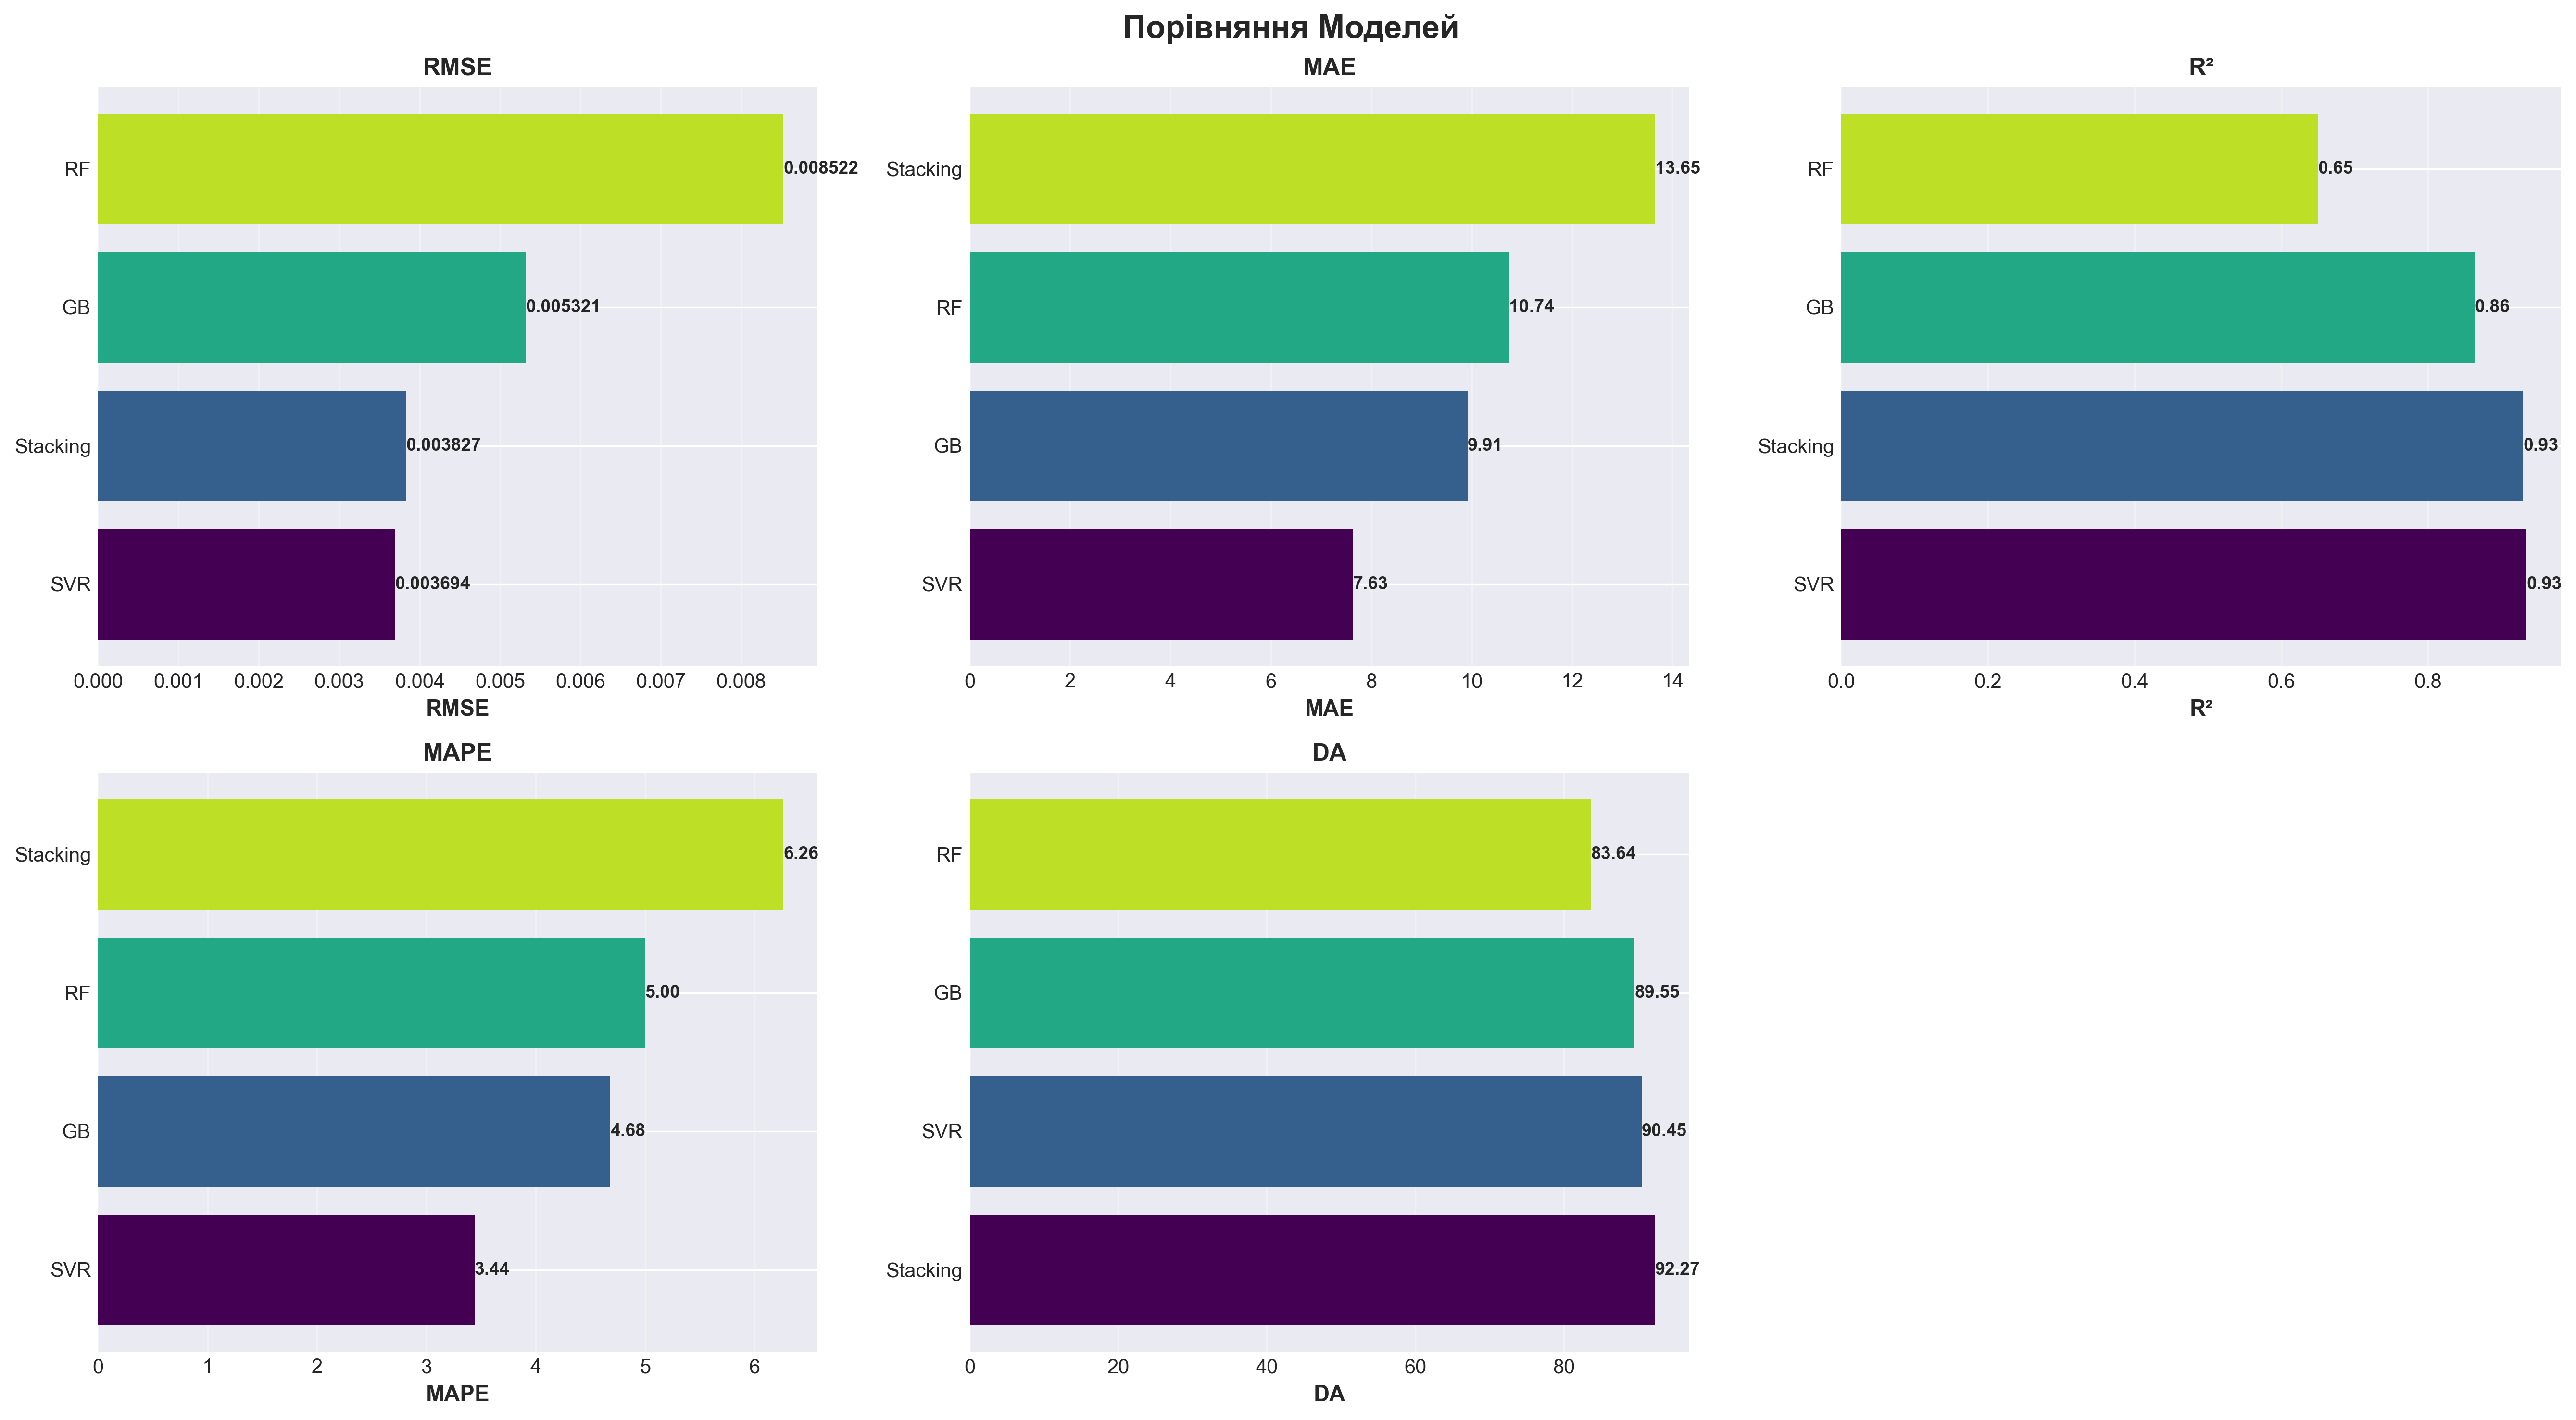 Порівняння Моделей
RMSE
RF
0.008522
GB
0.005321
Stacking
0.003827
SVR
0.003694
0.000 0.001 0.002 0.003 0.004 0.005 0.006 0.007 0.008
RMSE
MAE
Stacking
13.65
RF
10.74
GB
9.91
SVR
7.63
0 2 4 6 8 10 12 14
MAE
R²
RF
0.65
GB
0.86
Stacking
0.93
SVR
0.93
0.0 0.2 0.4 0.6 0.8
R²
MAPE
Stacking
6.26
RF
5.00
GB
4.68
SVR
3.44
0 1 2 3 4 5 6
MAPE
DA
RF
83.64
GB
89.55
SVR
90.45
Stacking
92.27
0 20 40 60 80
DA